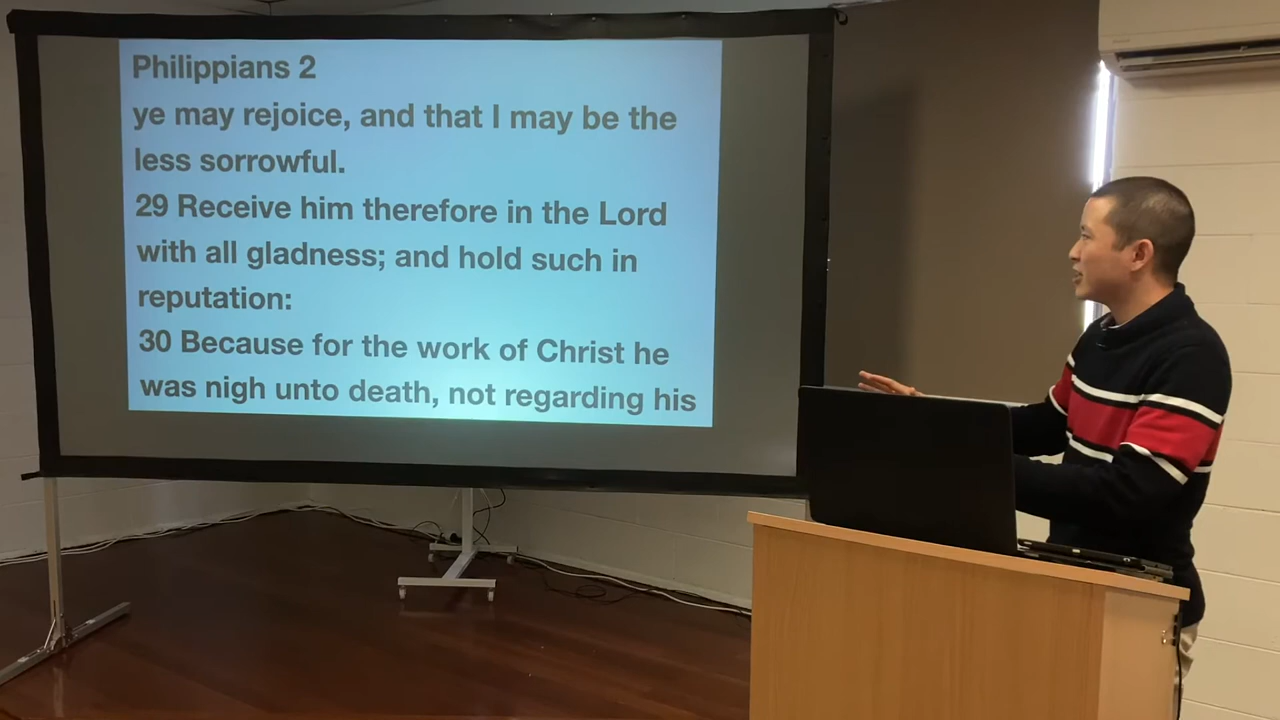 Philippians 2
ye may rejoice, and that I may be the
less sorrowful.
29 Receive him therefore in the Lord
with all gladness; and hold such in
reputation:
30 Because for the work of Christ he
was nigh unto death, not regarding his